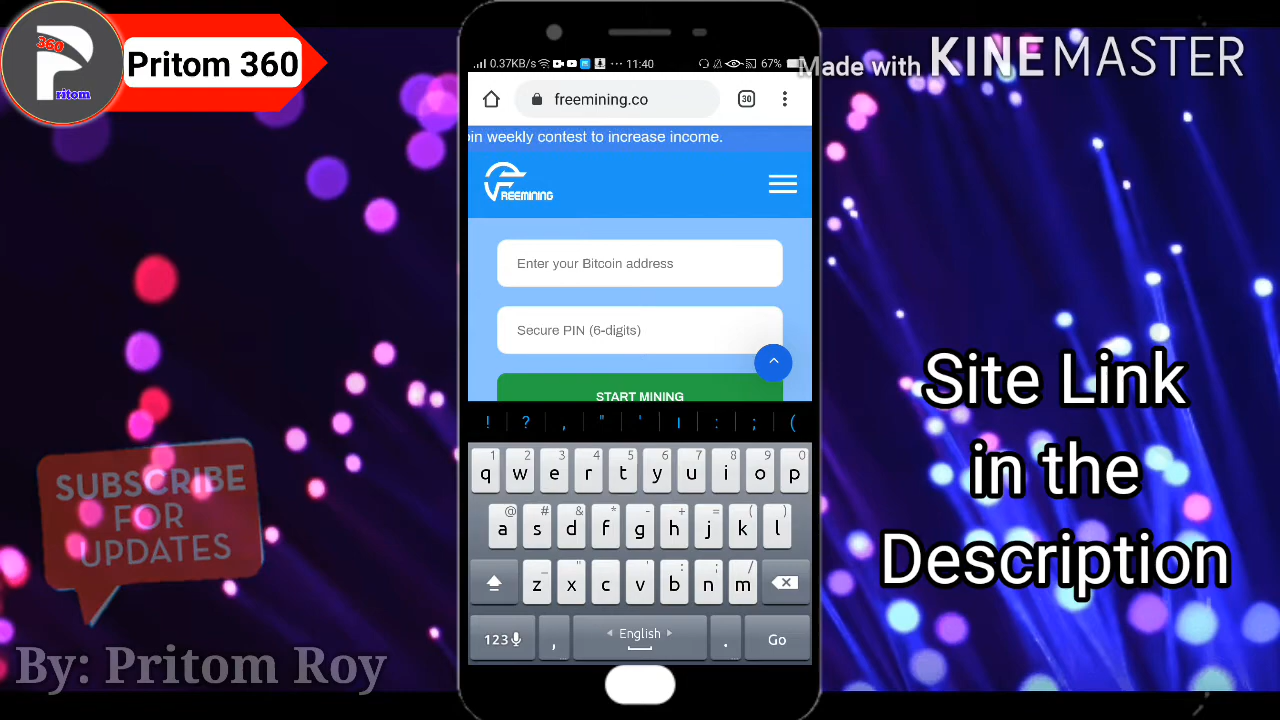 360
Pritom
Pritom 360
Made with KINEMASTER
0.37KB/s ··· 11:40 67%
freemining.co
30
oin weekly contest to increase income.
FREEMINING
Enter your Bitcoin address
Secure PIN (6-digits)
START MINING
! ? , " ' ı : ; (
1 2 3 4 5 6 7 8 9 0
q w e r t y u i o p
@ # & * - + = ( )
a s d f g h j k l
/
z x c v b n m
123 , English . Go
Site Link
in the
Description
SUBSCRIBE
FOR
UPDATES
By: Pritom Roy